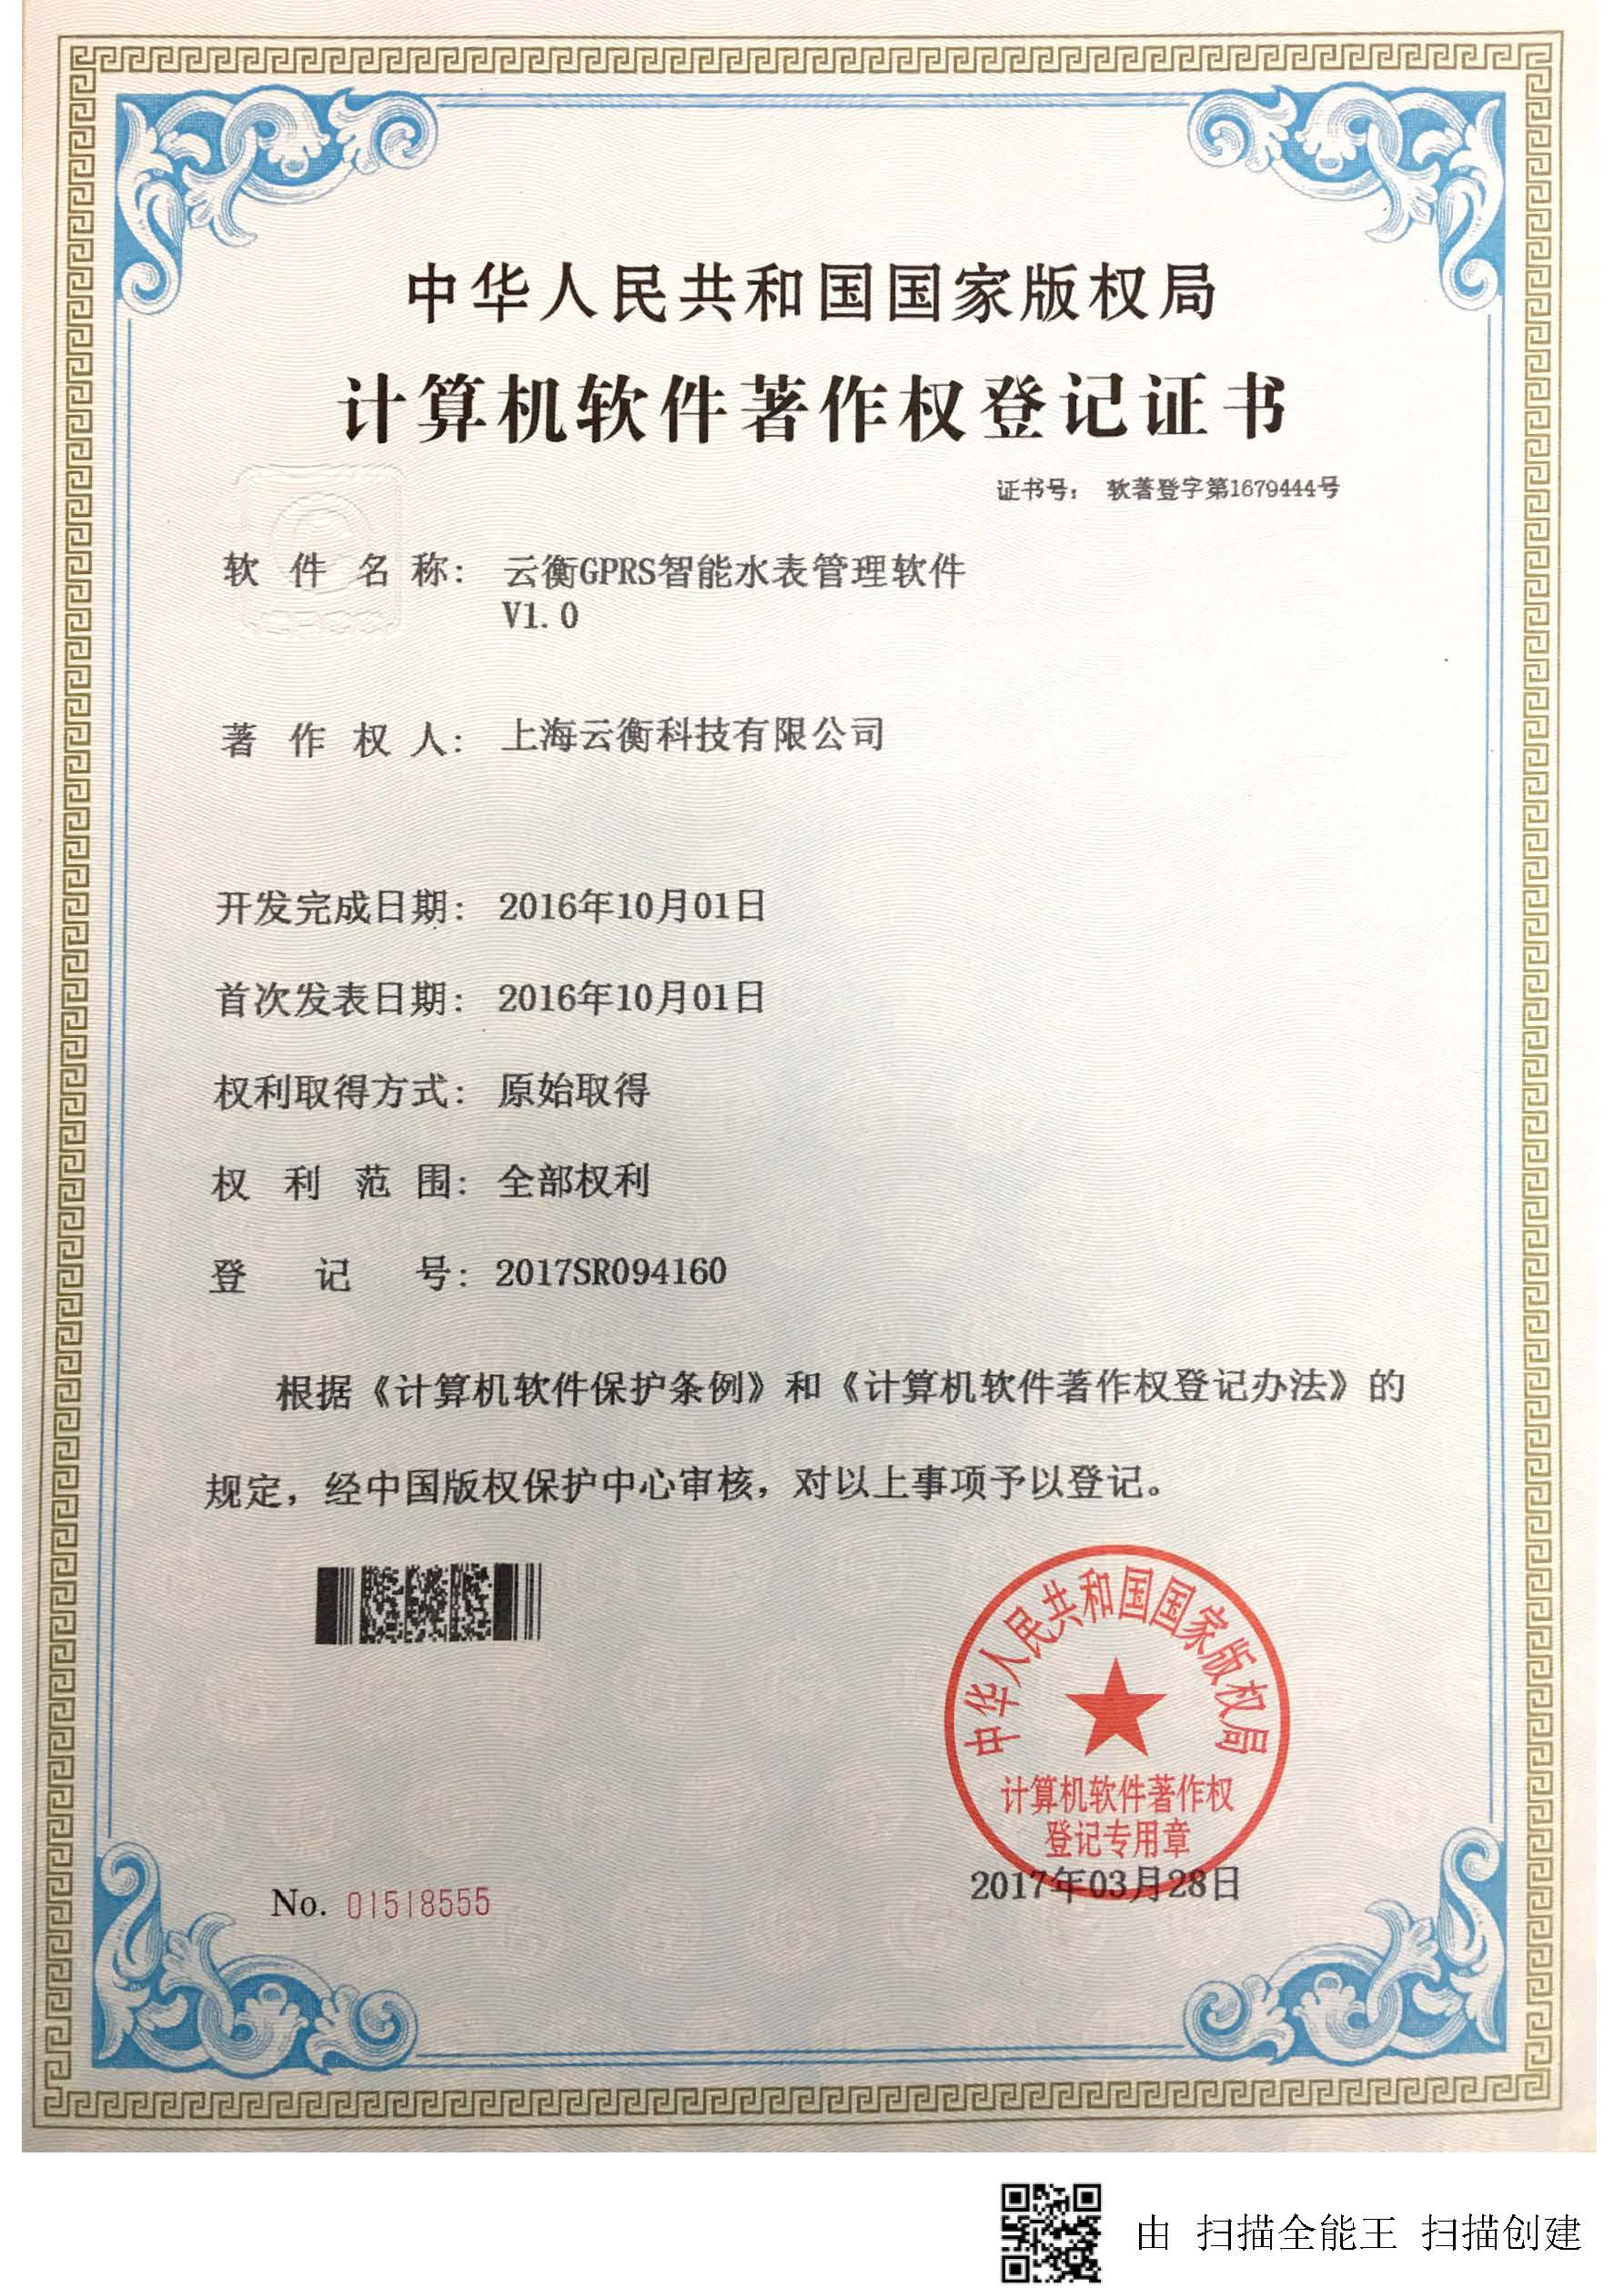 中华人民共和国国家版权局
计算机软件著作权登记证书
证书号： 软著登字第1679444号
软件名称： 云衡GPRS智能水表管理软件
V1.0
著作权人： 上海云衡科技有限公司
开发完成日期： 2016年10月01日
首次发表日期： 2016年10月01日
权利取得方式： 原始取得
权利范围： 全部权利
登记号： 2017SR094160
根据《计算机软件保护条例》和《计算机软件著作权登记办法》的
规定，经中国版权保护中心审核，对以上事项予以登记。
中华人民共和国国家版权局
计算机软件著作权
登记专用章
2017年03月28日
No. 01518555
由 扫描全能王 扫描创建